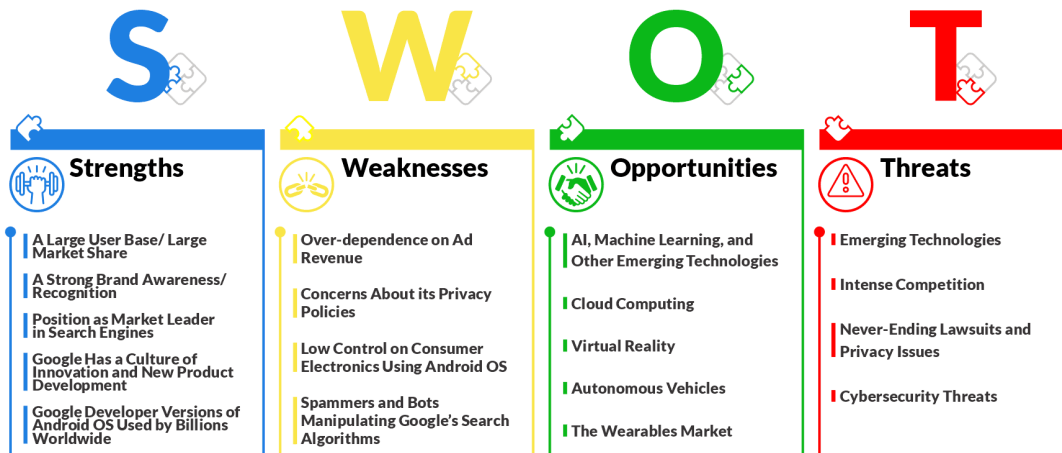 S
W
O
T
Strengths
A Large User Base/ Large
Market Share
A Strong Brand Awareness/
Recognition
Position as Market Leader
in Search Engines
Google Has a Culture of
Innovation and New Product
Development
Google Developer Versions of
Android OS Used by Billions
Worldwide
Weaknesses
Over-dependence on Ad
Revenue
Concerns About its Privacy
Policies
Low Control on Consumer
Electronics Using Android OS
Spammers and Bots
Manipulating Google's Search
Algorithms
Opportunities
AI, Machine Learning, and
Other Emerging Technologies
Cloud Computing
Virtual Reality
Autonomous Vehicles
The Wearables Market
Threats
Emerging Technologies
Intense Competition
Never-Ending Lawsuits and
Privacy Issues
Cybersecurity Threats